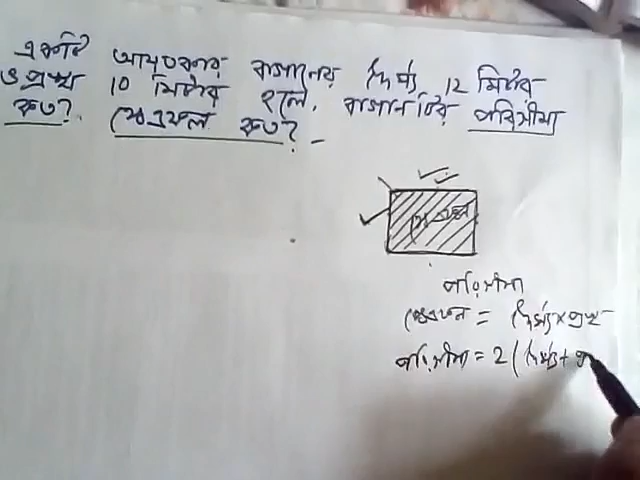 একটি আয়তকার বাগানের দৈর্ঘ্য 12 মিটার
ও প্রস্থ 10 মিটার হলে, বাগানটির পরিসীমা
কত? ক্ষেত্রফল কত?
ক্ষেত্রফল
পরিসীমা
ক্ষেত্রফল = দৈর্ঘ্য × প্রস্থ
পরিসীমা = 2 (দৈর্ঘ্য + প্র